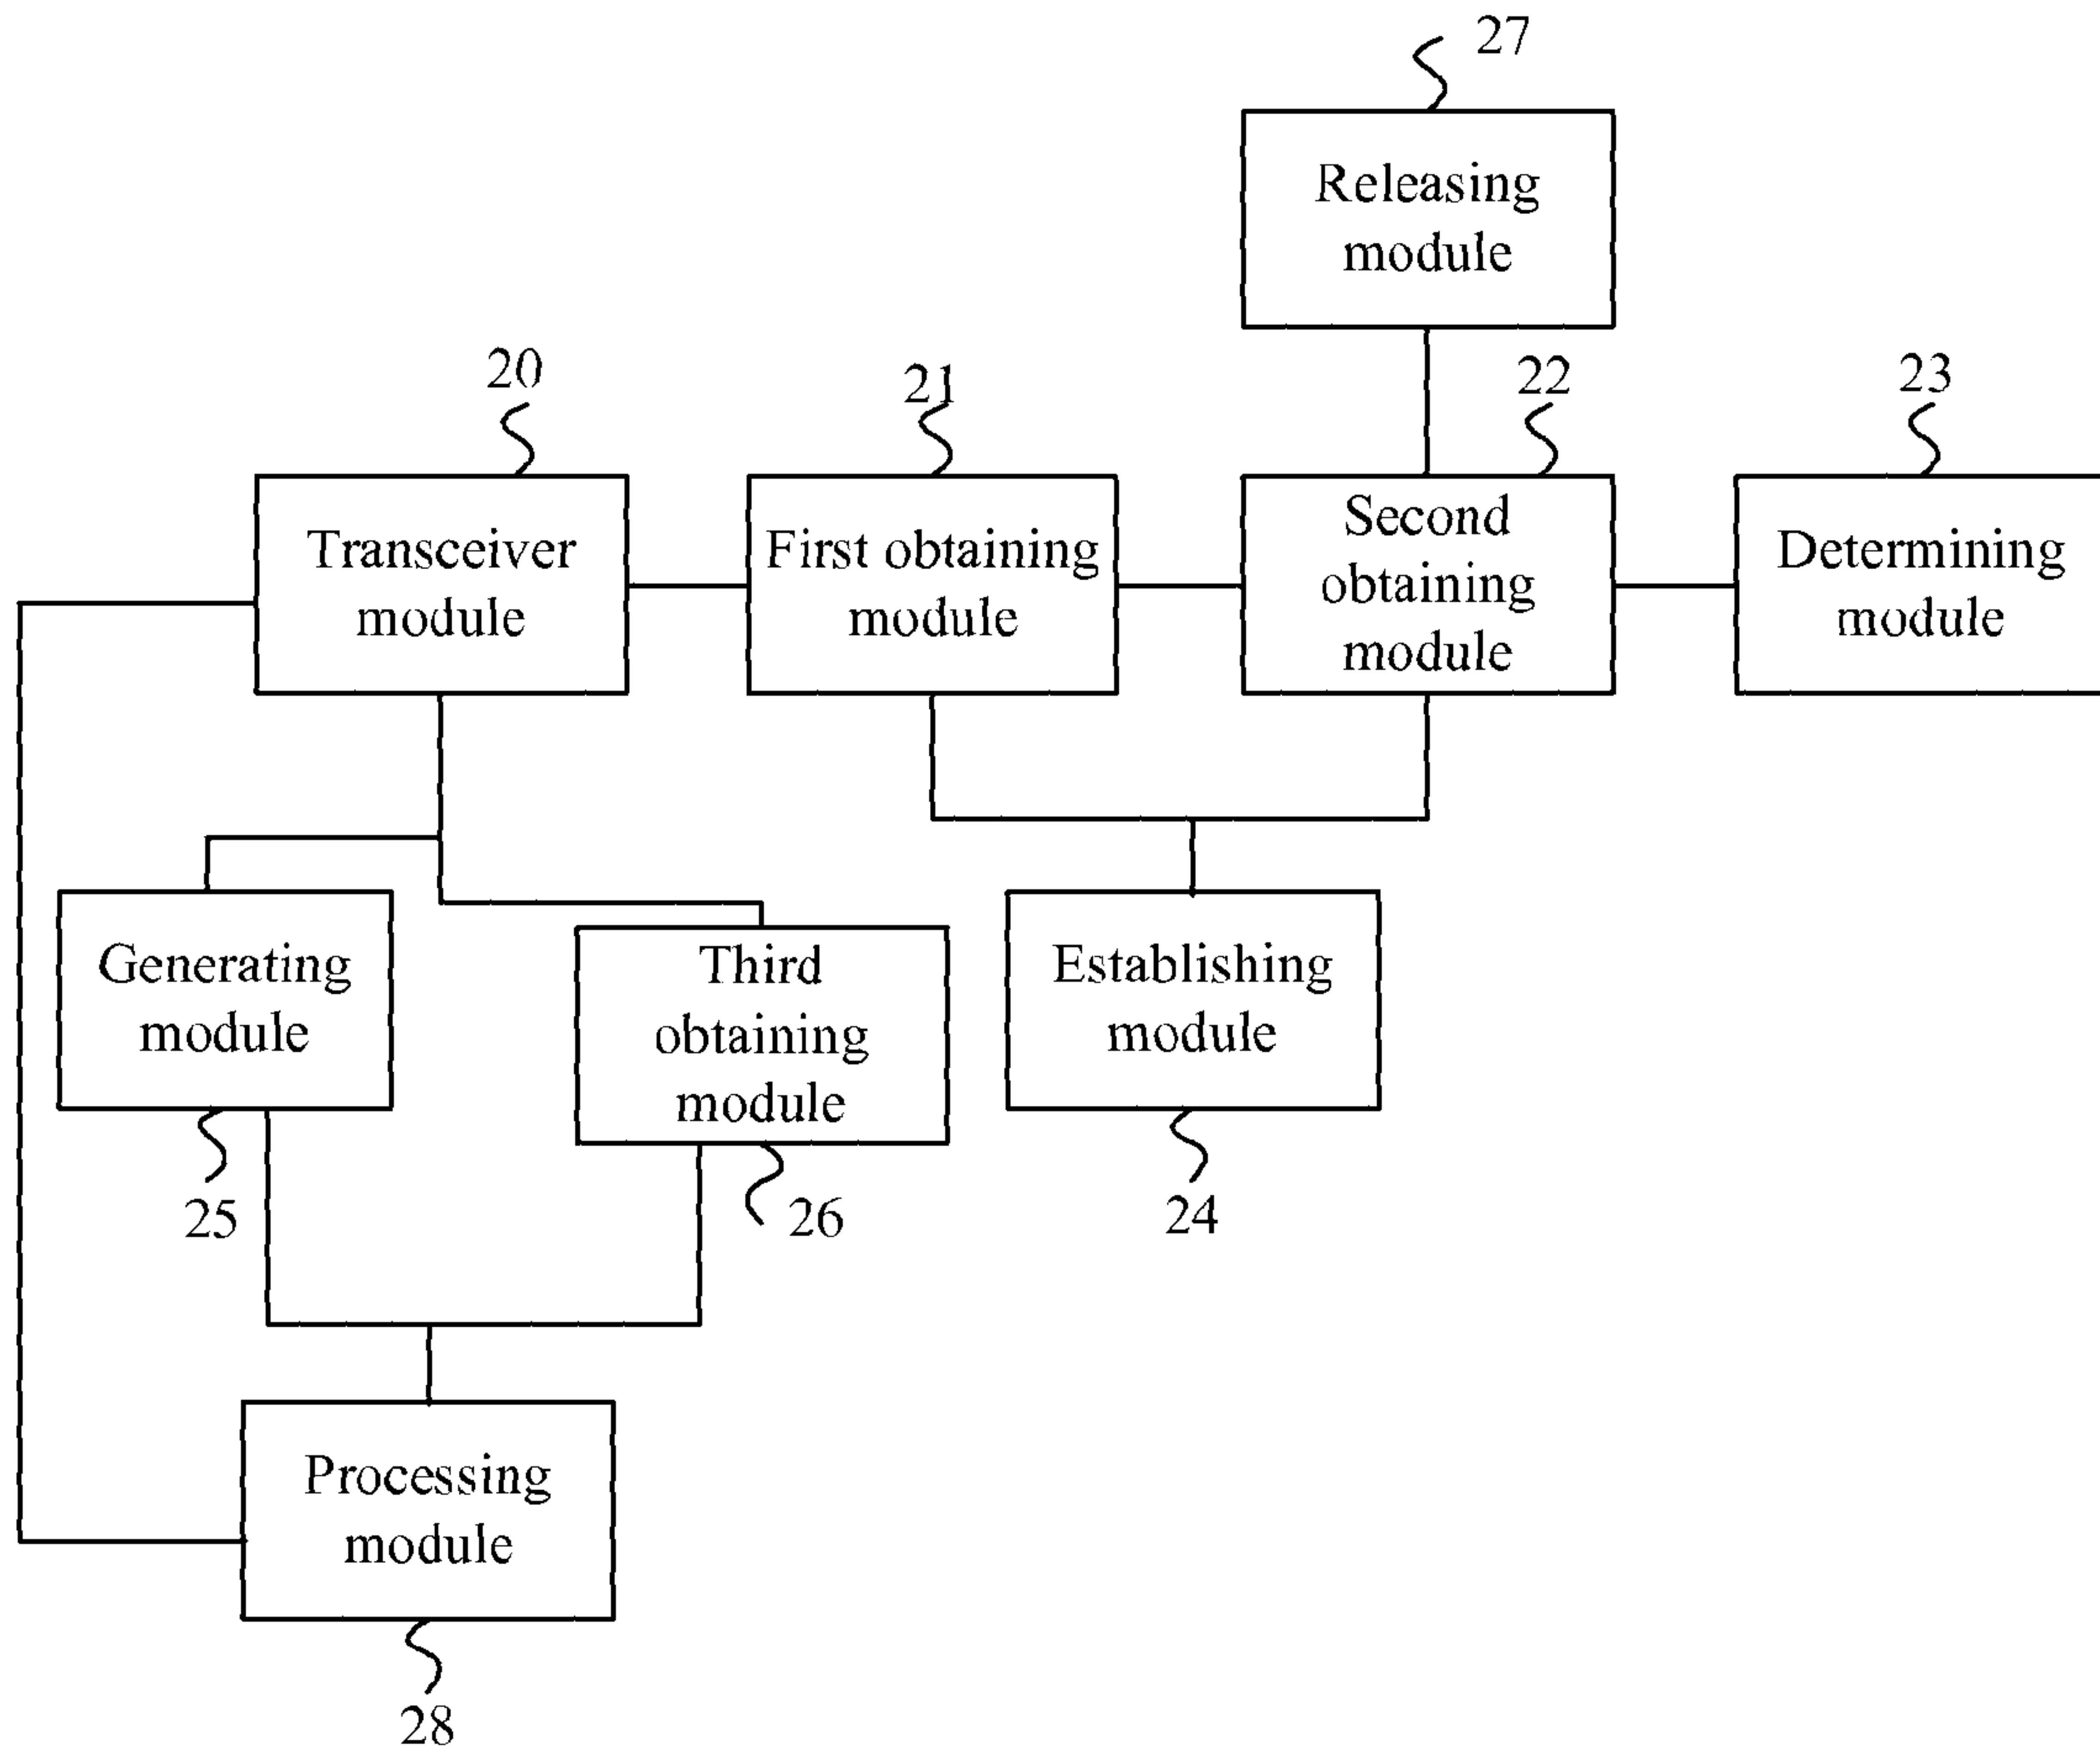 27
Releasing
module
20
21
22
23
Transceiver
module
First obtaining
module
Second
obtaining
module
Determining
module
Generating
module
Third
obtaining
module
Establishing
module
25
26
24
Processing
module
28